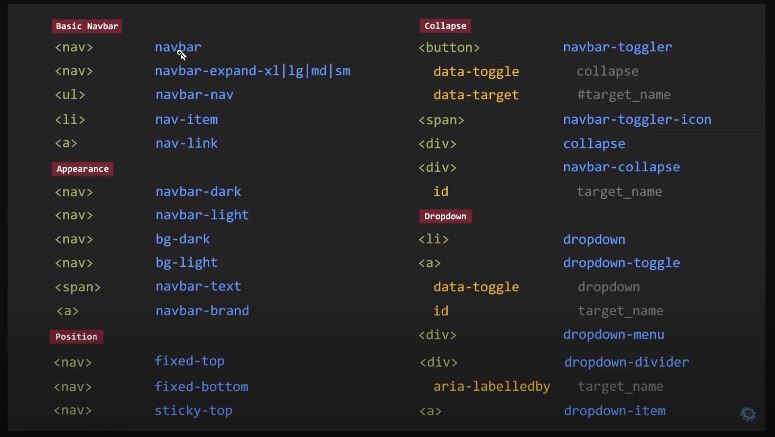 Basic Navbar
<nav> navbar
<nav> navbar-expand-xl|lg|md|sm
<ul> navbar-nav
<li> nav-item
<a> nav-link
Appearance
<nav> navbar-dark
<nav> navbar-light
<nav> bg-dark
<nav> bg-light
<span> navbar-text
<a> navbar-brand
Position
<nav> fixed-top
<nav> fixed-bottom
<nav> sticky-top
Collapse
<button> navbar-toggler
data-toggle collapse
data-target #target_name
<span> navbar-toggler-icon
<div> collapse
<div> navbar-collapse
id target_name
Dropdown
<li> dropdown
<a> dropdown-toggle
data-toggle dropdown
id target_name
<div> dropdown-menu
<div> dropdown-divider
aria-labelledby target_name
<a> dropdown-item